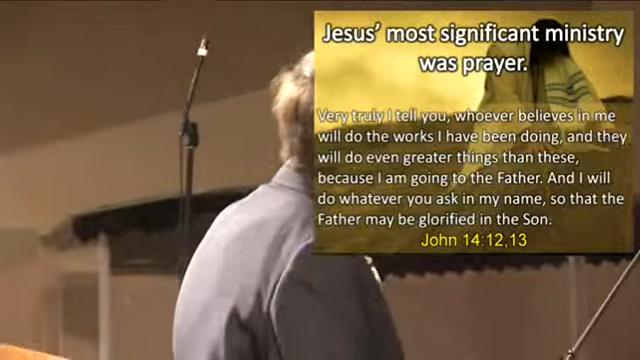 Jesus' most significant ministry
was prayer.
Very truly I tell you, whoever believes in me
will do the works I have been doing, and they
will do even greater things than these,
because I am going to the Father. And I will
do whatever you ask in my name, so that the
Father may be glorified in the Son.
John 14:12,13